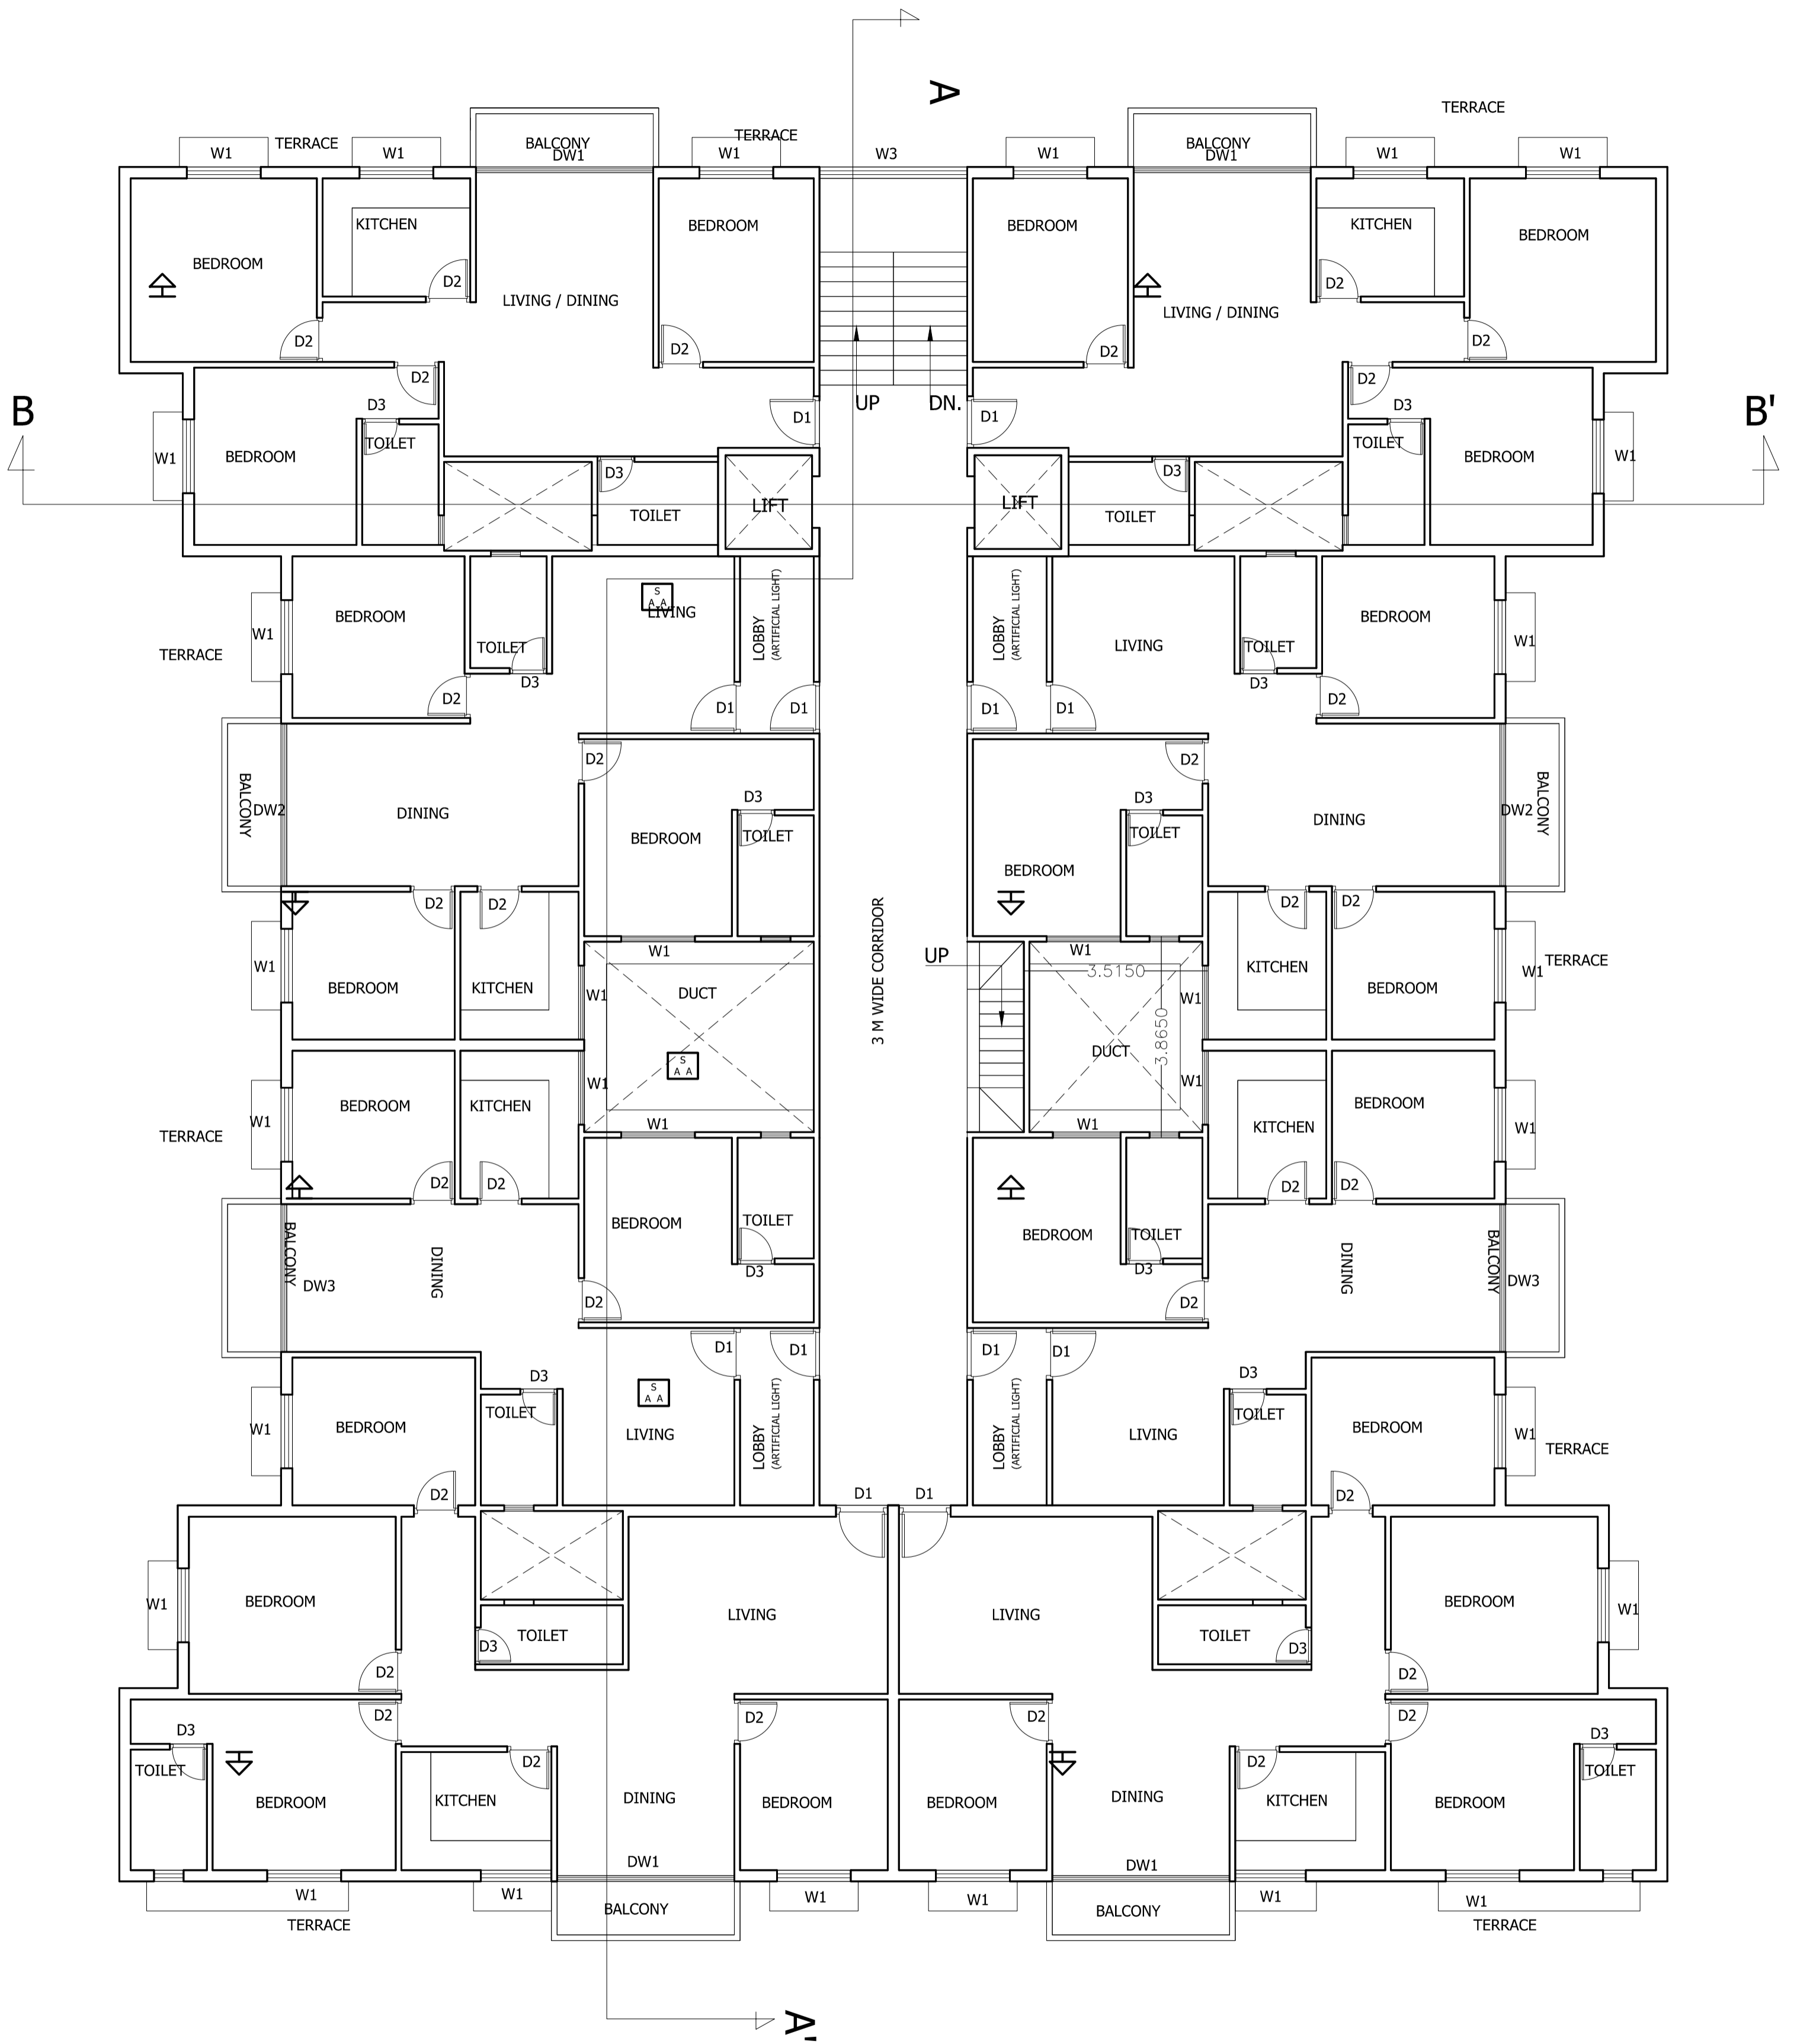 A
TERRACE
TERRACE
TERRACE
BALCONY
DW1
BALCONY
DW1
W1
W1
W1
W3
W1
W1
W1
KITCHEN
BEDROOM
BEDROOM
KITCHEN
BEDROOM
BEDROOM
D2
D2
LIVING / DINING
LIVING / DINING
D2
D2
D2
D2
D2
D2
B
D3
D1
UP
DN.
D1
D3
B'
TOILET
TOILET
W1
BEDROOM
D3
D3
BEDROOM
W1
TOILET
LIFT
LIFT
TOILET
S
A A
LIVING
LOBBY
(ARTIFICIAL LIGHT)
LOBBY
(ARTIFICIAL LIGHT)
BEDROOM
BEDROOM
W1
TOILET
LIVING
TOILET
W1
TERRACE
D3
D3
D2
D1
D1
D1
D1
D2
D2
D2
BALCONY
DW2
DINING
D3
D3
DINING
DW2
BALCONY
BEDROOM
TOILET
TOILET
BEDROOM
D2
D2
D2
D2
3 M WIDE CORRIDOR
W1
W1
UP
W1
BEDROOM
KITCHEN
DUCT
3.5150
KITCHEN
BEDROOM
W1
TERRACE
W1
W1
3.8650
DUCT
S
A A
W1
W1
W1
BEDROOM
KITCHEN
W1
W1
KITCHEN
BEDROOM
W1
TERRACE
D2
D2
D2
D2
BEDROOM
TOILET
BEDROOM
TOILET
BALCONY
DINING
D3
D3
DINING
BALCONY
DW3
DW3
D2
D2
D1
D1
D1
D1
D3
D3
S
A A
TOILET
TOILET
W1
BEDROOM
LIVING
LOBBY
(ARTIFICIAL LIGHT)
LOBBY
(ARTIFICIAL LIGHT)
LIVING
BEDROOM
W1
TERRACE
D2
D1
D1
D2
W1
BEDROOM
LIVING
LIVING
BEDROOM
W1
D3
TOILET
TOILET
D3
D2
D2
D2
D2
D2
D2
D3
D3
TOILET
D2
D2
TOILET
BEDROOM
KITCHEN
DINING
BEDROOM
BEDROOM
DINING
KITCHEN
BEDROOM
DW1
DW1
W1
W1
W1
W1
W1
W1
BALCONY
BALCONY
TERRACE
TERRACE
A'